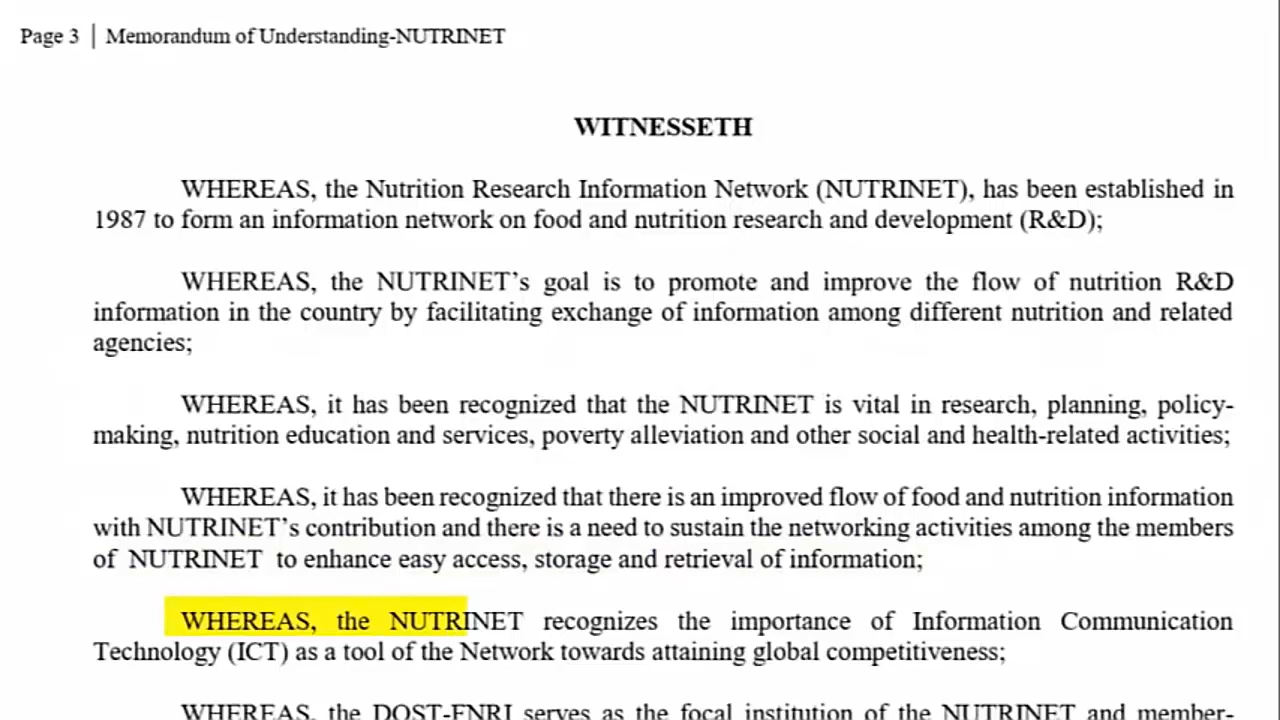 Page 3 | Memorandum of Understanding-NUTRINET
WITNESSETH
WHEREAS, the Nutrition Research Information Network (NUTRINET), has been established in
1987 to form an information network on food and nutrition research and development (R&D);
WHEREAS, the NUTRINET’s goal is to promote and improve the flow of nutrition R&D
information in the country by facilitating exchange of information among different nutrition and related
agencies;
WHEREAS, it has been recognized that the NUTRINET is vital in research, planning, policy-
making, nutrition education and services, poverty alleviation and other social and health-related activities;
WHEREAS, it has been recognized that there is an improved flow of food and nutrition information
with NUTRINET’s contribution and there is a need to sustain the networking activities among the members
of NUTRINET to enhance easy access, storage and retrieval of information;
WHEREAS, the NUTRINET recognizes the importance of Information Communication
Technology (ICT) as a tool of the Network towards attaining global competitiveness;
WHEREAS, the DOST-FNRI serves as the focal institution of the NUTRINET and member-